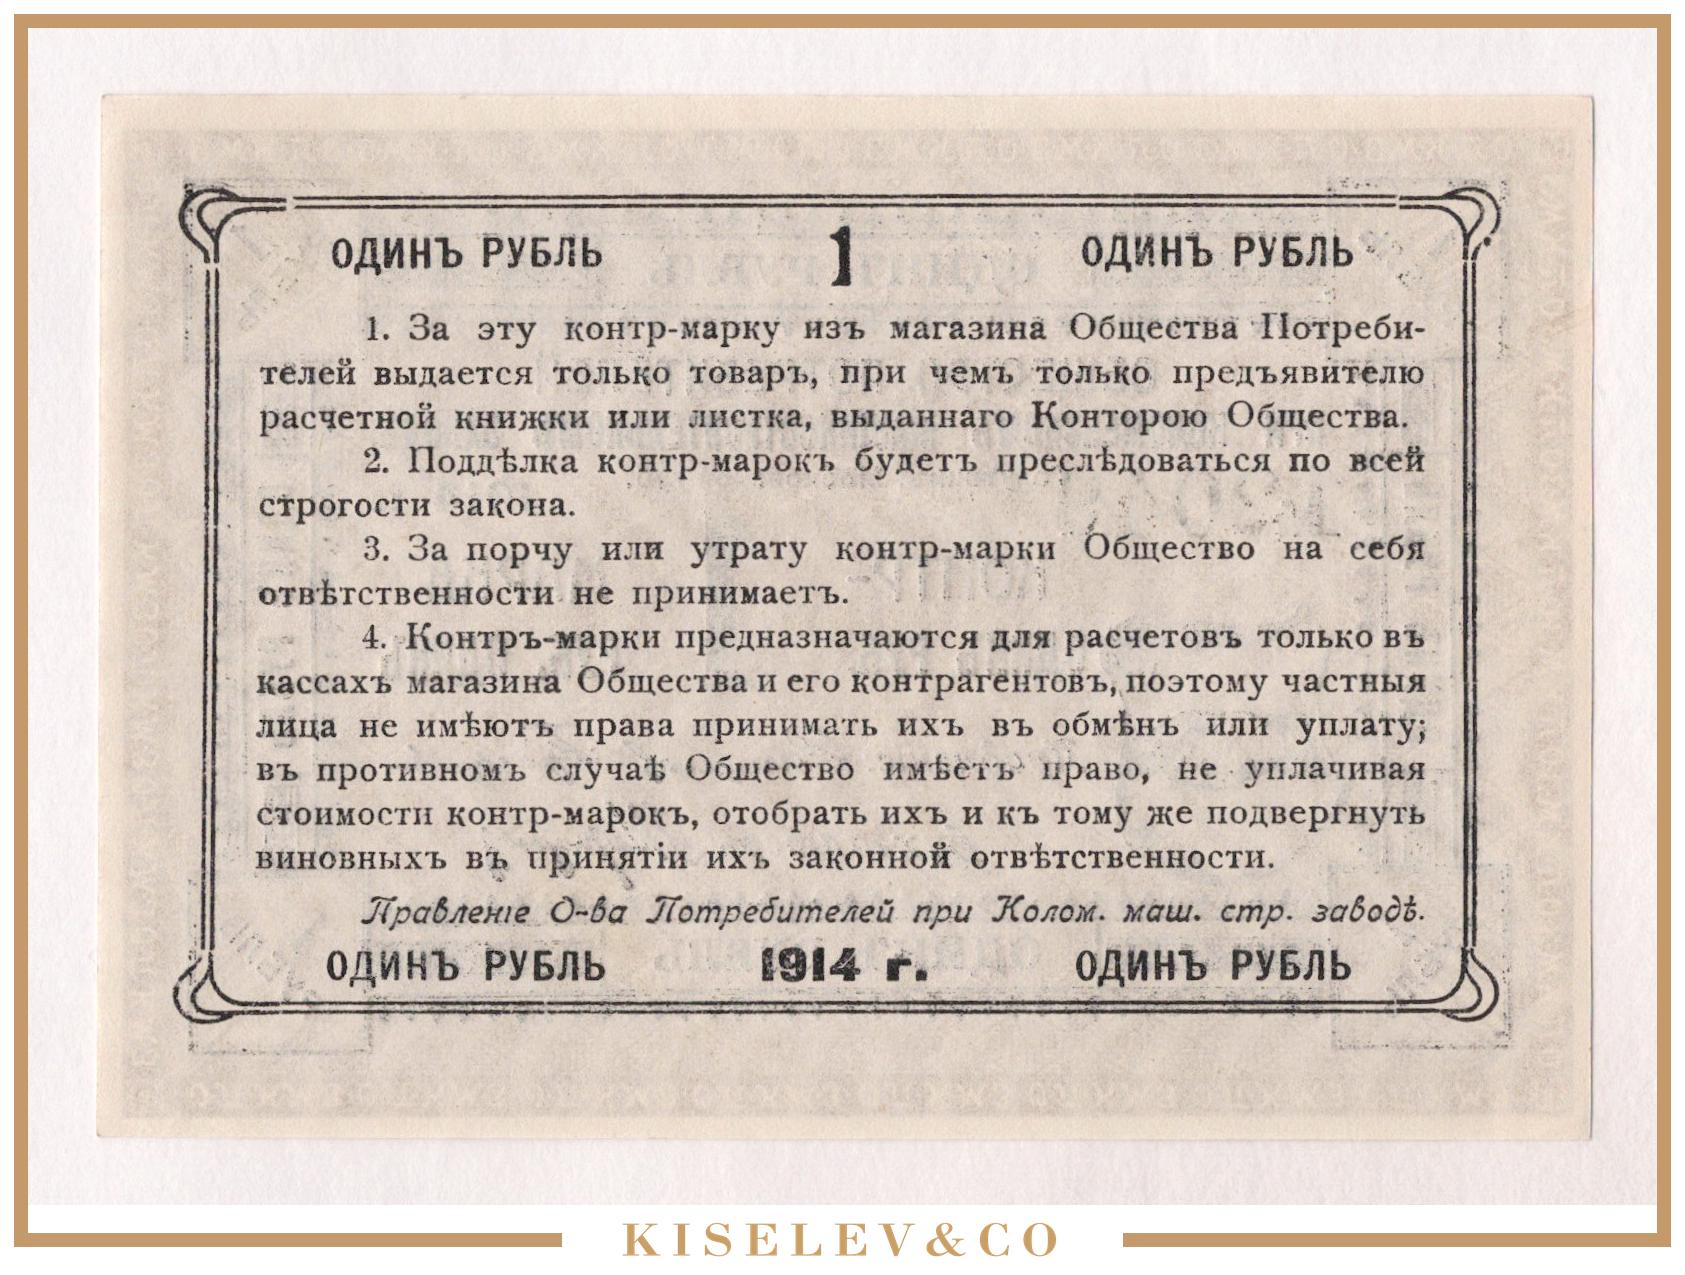 ОДИНЪ РУБЛЬ 1 ОДИНЪ РУБЛЬ
1. За эту контр-марку изъ магазина Общества Потреби-
телей выдается только товаръ, при чемъ только предъявителю
расчетной книжки или листка, выданнаго Конторою Общества.
2. Поддѣлка контр-марокъ будетъ преслѣдоваться по всей
строгости закона.
3. За порчу или утрату контр-марки Общество на себя
отвѣтственности не принимаетъ.
4. Контръ-марки предназначаются для расчетовъ только въ
кассахъ магазина Общества и его контрагентовъ, поэтому частныя
лица не имѣютъ права принимать ихъ въ обмѣнъ или уплату;
въ противномъ случаѣ Общество имѣетъ право, не уплачивая
стоимости контр-марокъ, отобрать ихъ и къ тому же подвергнуть
виновныхъ въ принятіи ихъ законной отвѣтственности.
Правленіе О-ва Потребителей при Колом. маш. стр. заводѣ.
ОДИНЪ РУБЛЬ 1914 г. ОДИНЪ РУБЛЬ
KISELEV&CO